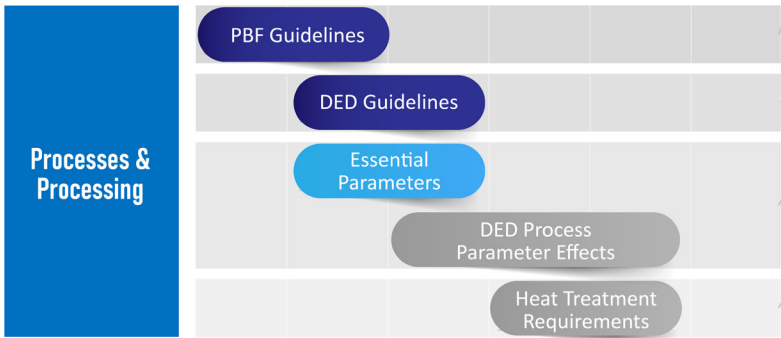 PBF Guidelines
DED Guidelines
Processes &
Processing
Essential
Parameters
DED Process
Parameter Effects
Heat Treatment
Requirements